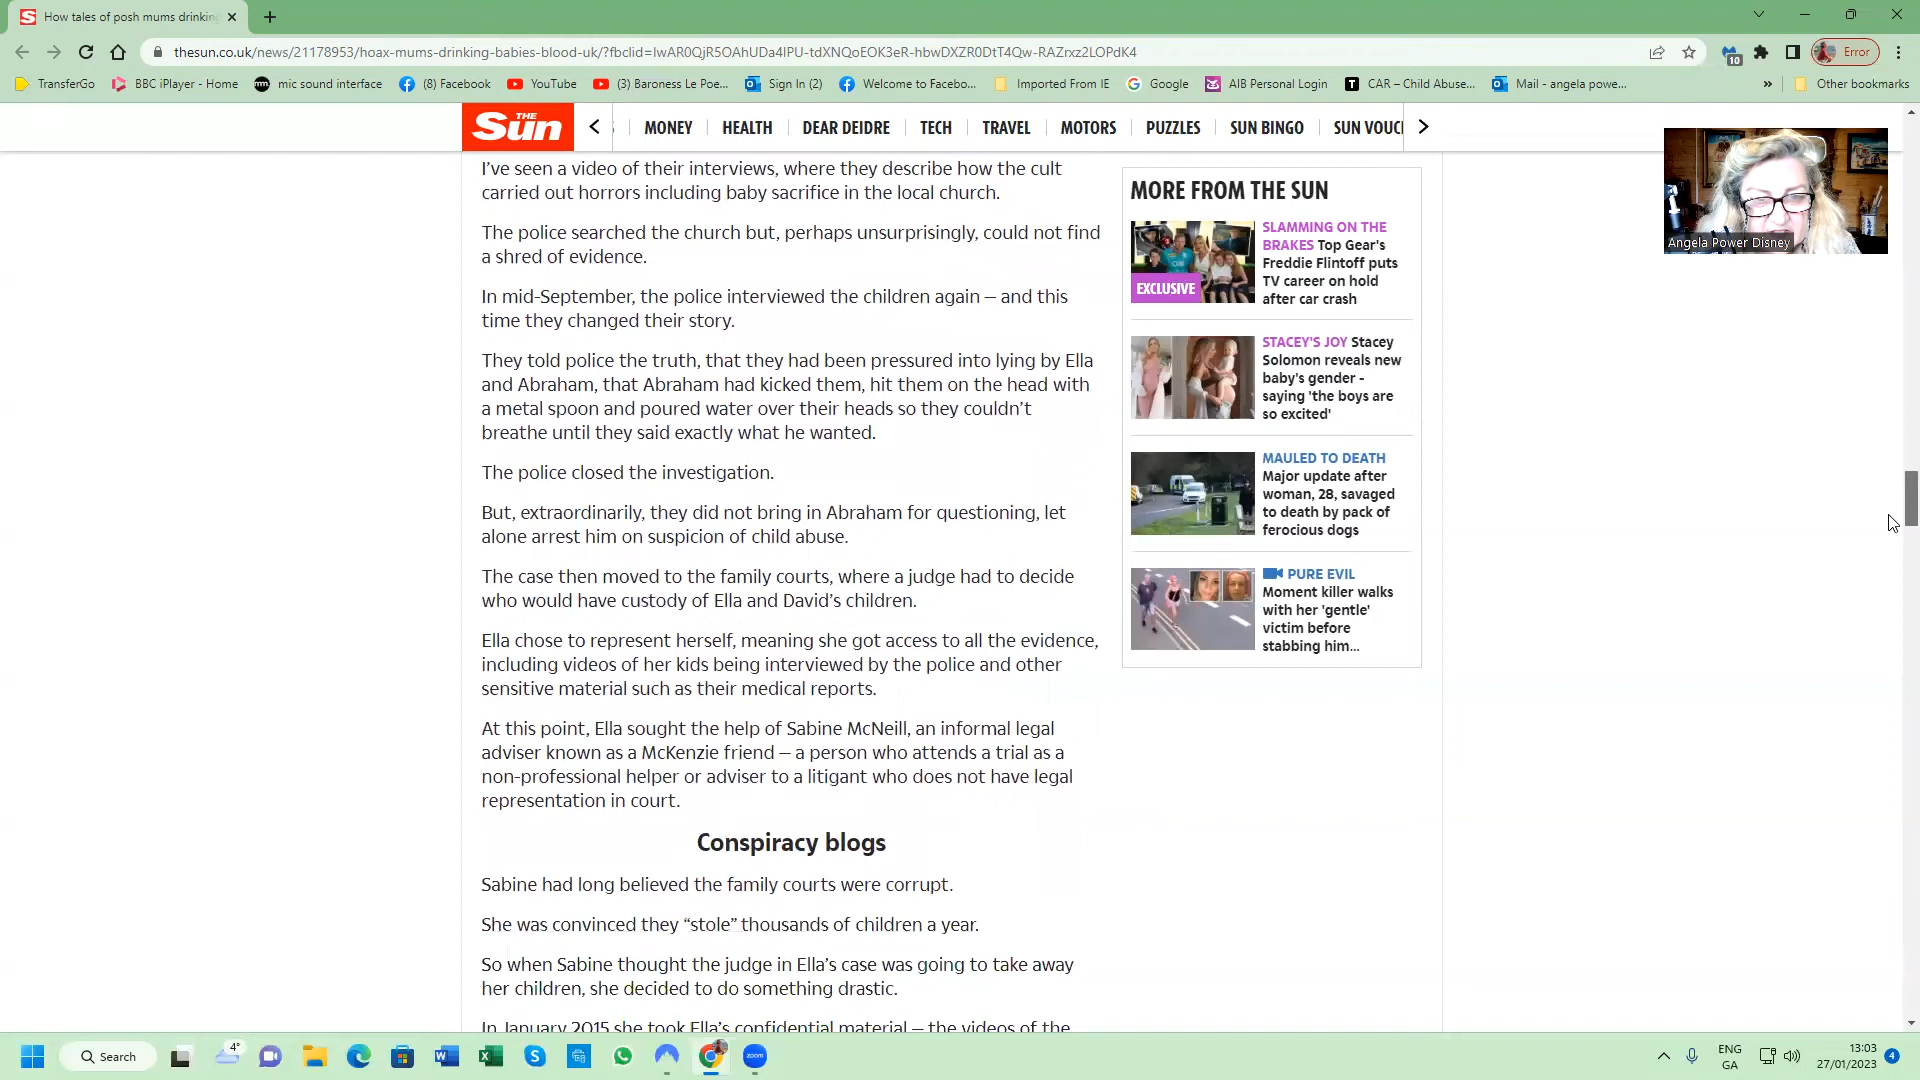 How tales of posh mums drinkin
thesun.co.uk/news/21178953/hoax-mums-drinking-babies-blood-uk/?fbclid=IwAR0QjR5OAhUDa4lPU-tdXNQoEOK3eR-hbwDXZR0DtT4Qw-RAZrxz2LOPdK4
10
Error
TransferGo
BBC iPlayer - Home
mic sound interface
(8) Facebook
YouTube
(3) Baroness Le Poe...
Sign In (2)
Welcome to Facebo...
Imported From IE
Google
AIB Personal Login
CAR – Child Abuse...
Mail - angela powe...
»
Other bookmarks
THE Sun
MONEY
HEALTH
DEAR DEIDRE
TECH
TRAVEL
MOTORS
PUZZLES
SUN BINGO
SUN VOUC
Angela Power Disney
I've seen a video of their interviews, where they describe how the cult
carried out horrors including baby sacrifice in the local church.
The police searched the church but, perhaps unsurprisingly, could not find
a shred of evidence.
In mid-September, the police interviewed the children again – and this
time they changed their story.
They told police the truth, that they had been pressured into lying by Ella
and Abraham, that Abraham had kicked them, hit them on the head with
a metal spoon and poured water over their heads so they couldn't
breathe until they said exactly what he wanted.
The police closed the investigation.
But, extraordinarily, they did not bring in Abraham for questioning, let
alone arrest him on suspicion of child abuse.
The case then moved to the family courts, where a judge had to decide
who would have custody of Ella and David's children.
Ella chose to represent herself, meaning she got access to all the evidence,
including videos of her kids being interviewed by the police and other
sensitive material such as their medical reports.
At this point, Ella sought the help of Sabine McNeill, an informal legal
adviser known as a McKenzie friend – a person who attends a trial as a
non-professional helper or adviser to a litigant who does not have legal
representation in court.
Conspiracy blogs
Sabine had long believed the family courts were corrupt.
She was convinced they “stole” thousands of children a year.
So when Sabine thought the judge in Ella's case was going to take away
her children, she decided to do something drastic.
In January 2015 she took Ella's confidential material – the videos of the
MORE FROM THE SUN
EXCLUSIVE
SLAMMING ON THE
BRAKES Top Gear's
Freddie Flintoff puts
TV career on hold
after car crash
STACEY'S JOY Stacey
Solomon reveals new
baby's gender -
saying 'the boys are
so excited'
MAULED TO DEATH
Major update after
woman, 28, savaged
to death by pack of
ferocious dogs
PURE EVIL
Moment killer walks
with her 'gentle'
victim before
stabbing him...
Search
4°
zoom
ENG
GA
13:03
27/01/2023
4